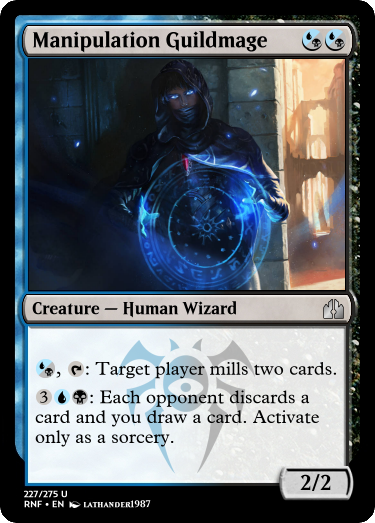 Manipulation Guildmage
Creature — Human Wizard
, : Target player mills two cards.
3 : Each opponent discards a
card and you draw a card. Activate
only as a sorcery.
2/2
227/275 U
RNF • EN LATHANDER1987